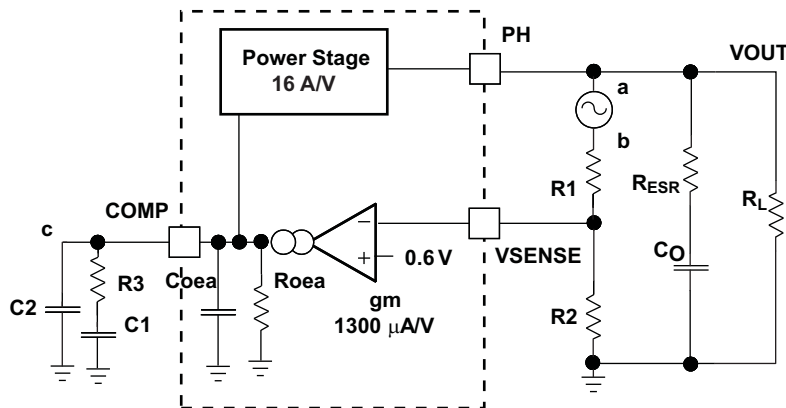 Power Stage
16 A/V
PH
VOUT
a
b
R1
RESR
RL
COMP
c
VSENSE
0.6 V
−
+
CO
Coea
Roea
R3
gm
1300 μA/V
C2
C1
R2